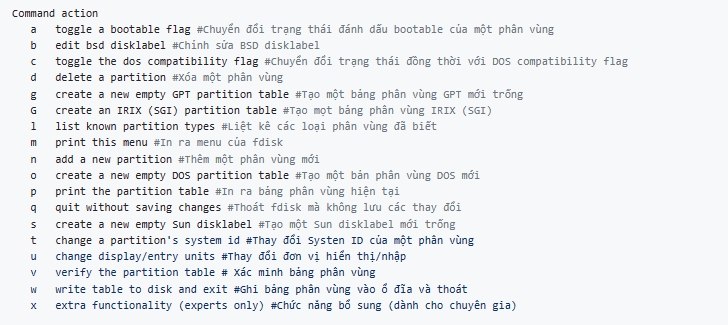 Command action
a toggle a bootable flag #Chuyển đổi trạng thái đánh dấu bootable của một phân vùng
b edit bsd disklabel #Chỉnh sửa BSD disklabel
c toggle the dos compatibility flag #Chuyển đổi trạng thái đồng thời với DOS compatibility flag
d delete a partition #Xóa một phân vùng
g create a new empty GPT partition table #Tạo một bảng phân vùng GPT mới trống
G create an IRIX (SGI) partition table #Tạo mọt bảng phân vùng IRIX (SGI)
l list known partition types #Liệt kê các loại phân vùng đã biết
m print this menu #In ra menu của fdisk
n add a new partition #Thêm một phân vùng mới
o create a new empty DOS partition table #Tạo một bản phân vùng DOS mới
p print the partition table #In ra bảng phân vùng hiện tại
q quit without saving changes #Thoát fdisk mà không lưu các thay đổi
s create a new empty Sun disklabel #Tạo một Sun disklabel mới trống
t change a partition's system id #Thay đổi Systen ID của một phân vùng
u change display/entry units #Thay đổi đơn vị hiển thị/nhập
v verify the partition table # Xác minh bảng phân vùng
w write table to disk and exit #Ghi bảng phân vùng vào ổ đĩa và thoát
x extra functionality (experts only) #Chức năng bổ sung (dành cho chuyên gia)